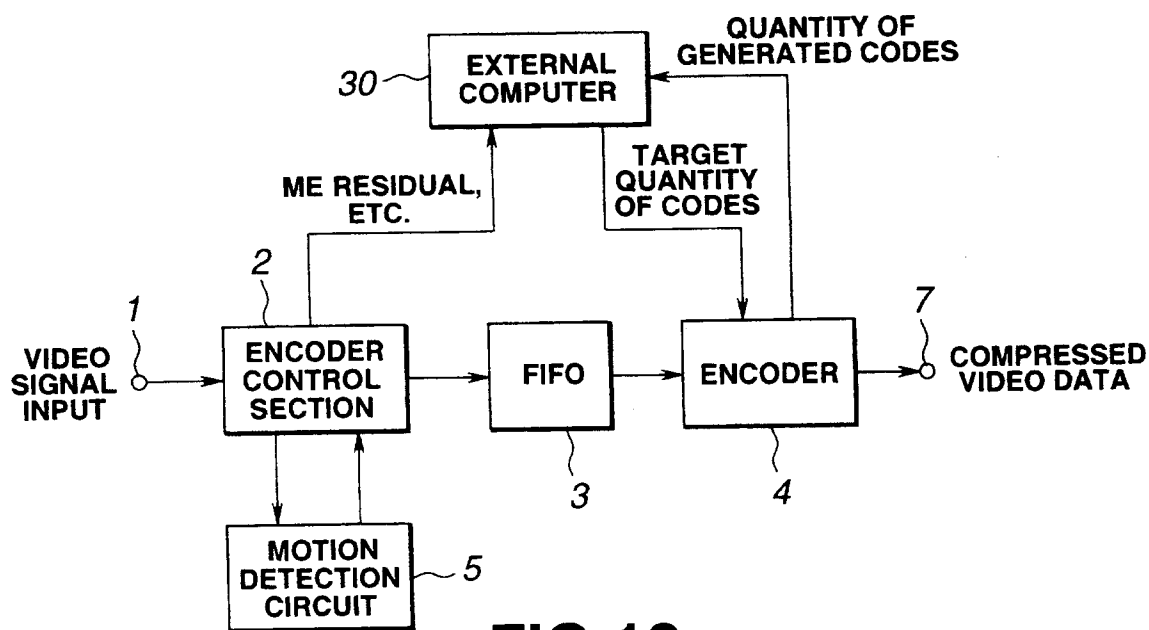 QUANTITY OF
GENERATED CODES
EXTERNAL
COMPUTER
30
TARGET
QUANTITY
OF CODES
ME RESIDUAL,
ETC.
2
1
7
VIDEO
SIGNAL
INPUT
ENCODER
CONTROL
SECTION
FIFO
ENCODER
COMPRESSED
VIDEO DATA
3
4
MOTION
DETECTION
CIRCUIT
5